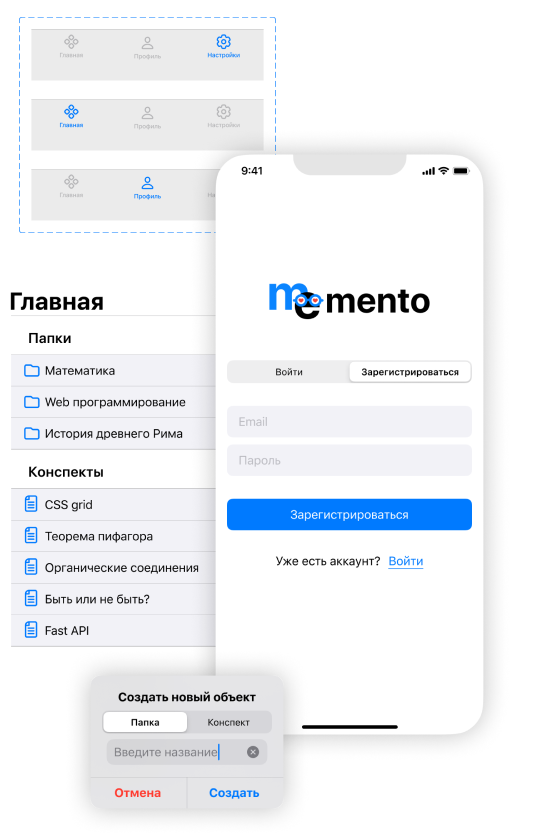 Главная Профиль Настройки
Главная Профиль Настройки
Главная Профиль
9:41
memento
Войти Зарегистрироваться
Email
Пароль
Зарегистрироваться
Уже есть аккаунт? Войти
Главная
Папки
Математика
Web программирование
История древнего Рима
Конспекты
CSS grid
Теорема пифагора
Органические соединения
Быть или не быть?
Fast API
Создать новый объект
Папка Конспект
Введите название
Отмена Создать